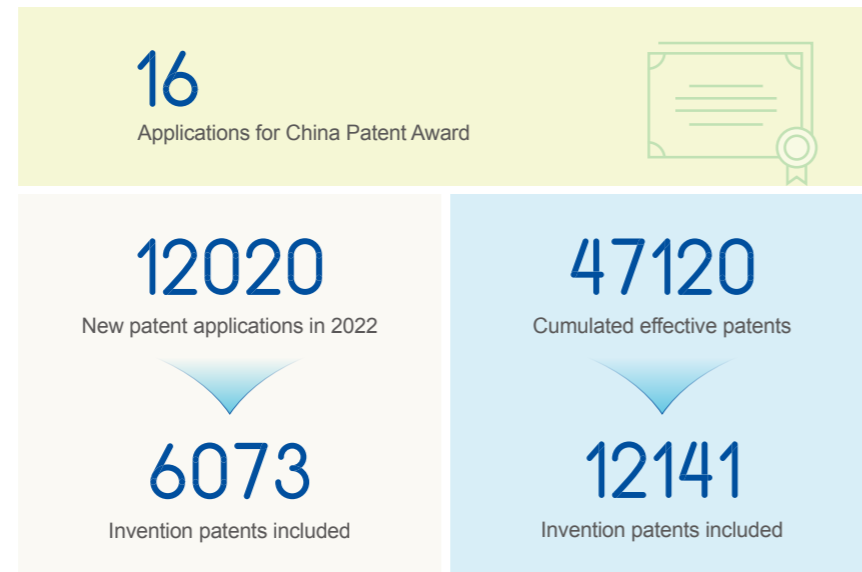 16
Applications for China Patent Award
12020
New patent applications in 2022
6073
Invention patents included
47120
Cumulated effective patents
12141
Invention patents included